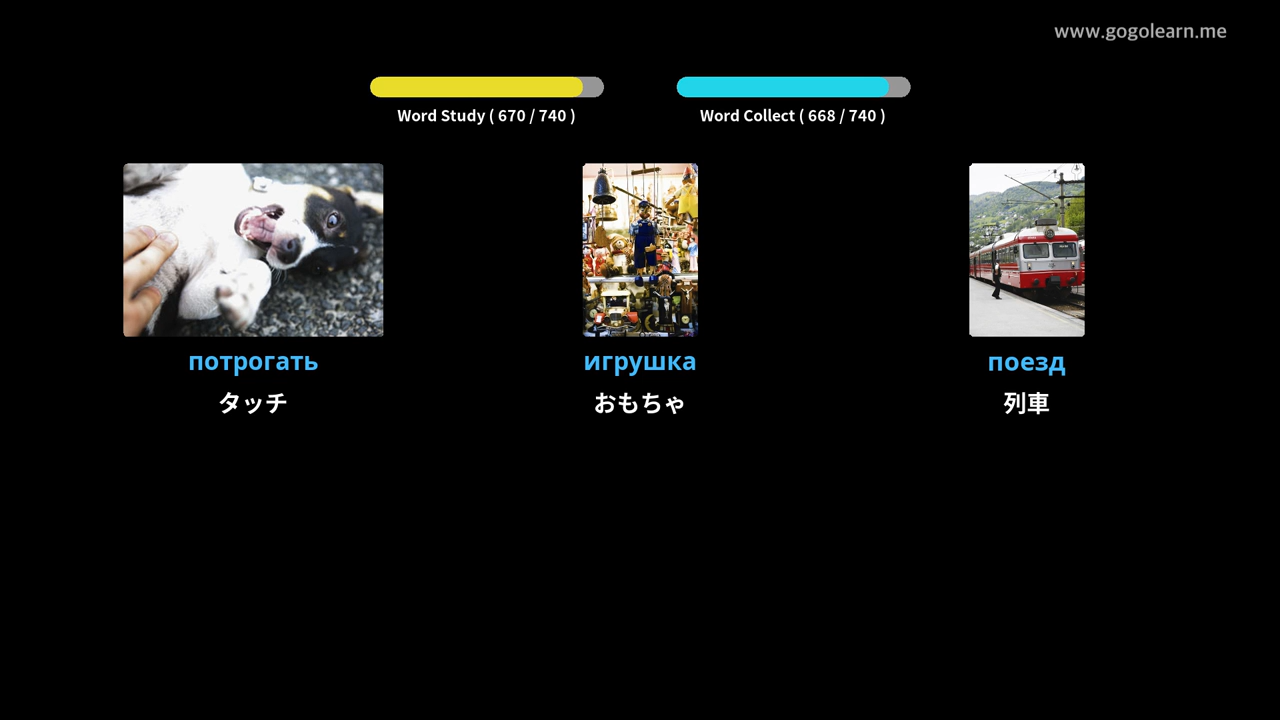 www.gogolearn.me
Word Study ( 670 / 740 )
Word Collect ( 668 / 740 )
потрогать
игрушка
поезд
タッチ
おもちゃ
列車